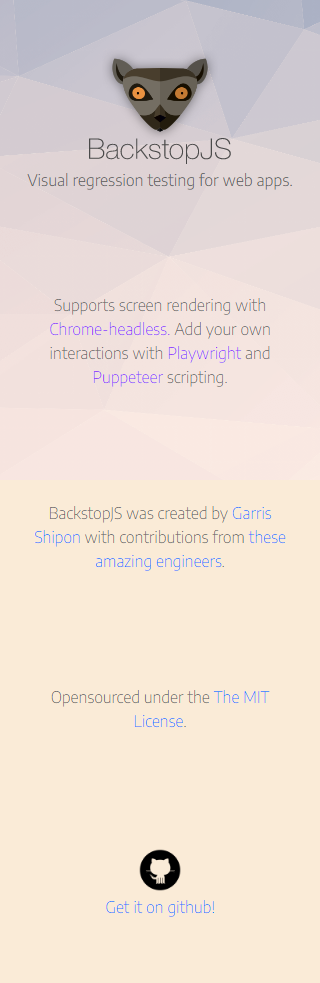 BackstopJS
Visual regression testing for web apps.
Supports screen rendering with
Chrome-headless. Add your own
interactions with Playwright and
Puppeteer scripting.
BackstopJS was created by Garris
Shipon with contributions from these
amazing engineers.
Opensourced under the The MIT
License.
Get it on github!